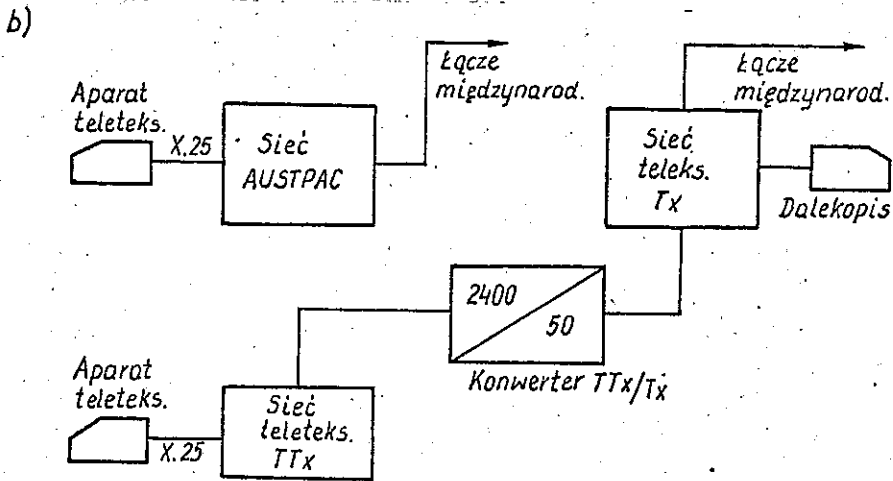 b)
Łącze
międzynarod.
Łącze
międzynarod.
Aparat
teleteks.
X.25
Sieć
AUSTPAC
Sieć
teleks.
Tx
Dalekopis
2400
50
Konwerter TTx/Tx
Aparat
teleteks.
X.25
Sieć
teleteks.
TTx